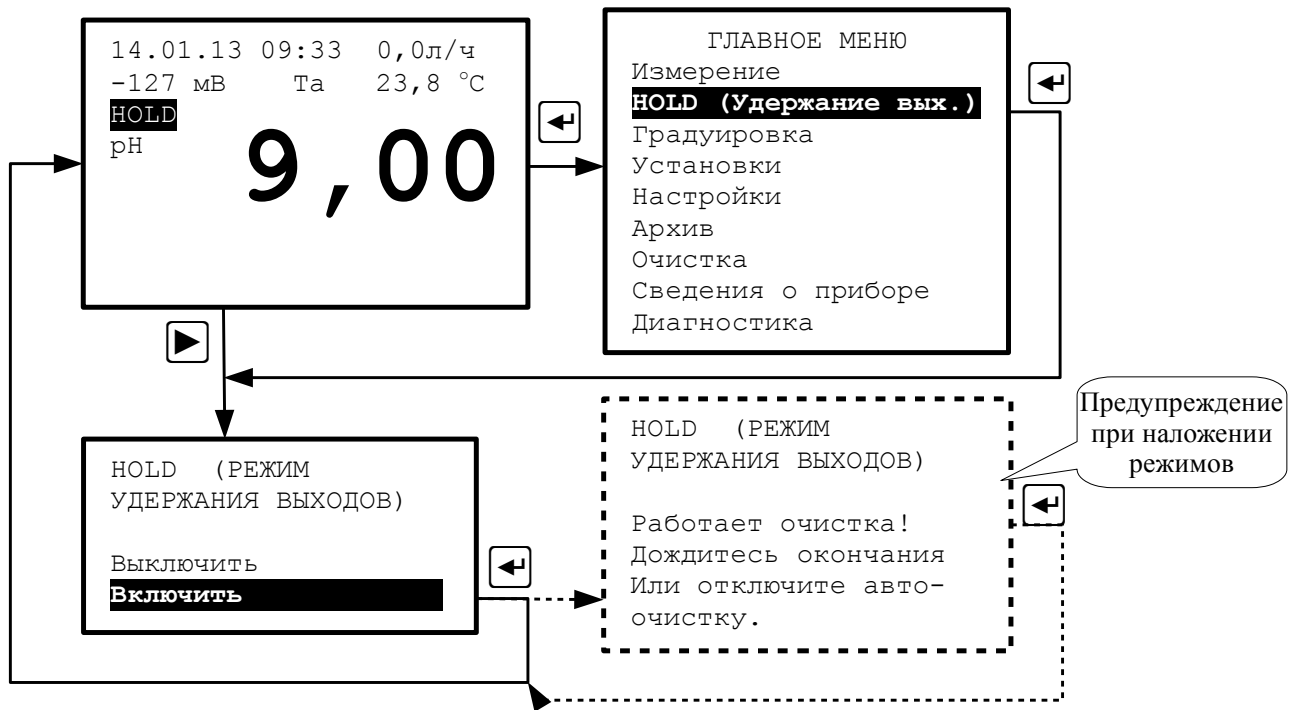 14.01.13 09:33 0,0л/ч
-127 мВ Та 23,8 °С
HOLD
рН
9,00
ГЛАВНОЕ МЕНЮ
Измерение
HOLD (Удержание вых.)
Градуировка
Установки
Настройки
Архив
Очистка
Сведения о приборе
Диагностика
HOLD (РЕЖИМ
УДЕРЖАНИЯ ВЫХОДОВ)
Выключить
Включить
HOLD (РЕЖИМ
УДЕРЖАНИЯ ВЫХОДОВ)
Работает очистка!
Дождитесь окончания
Или отключите авто-
очистку.
Предупреждение
при наложении
режимов